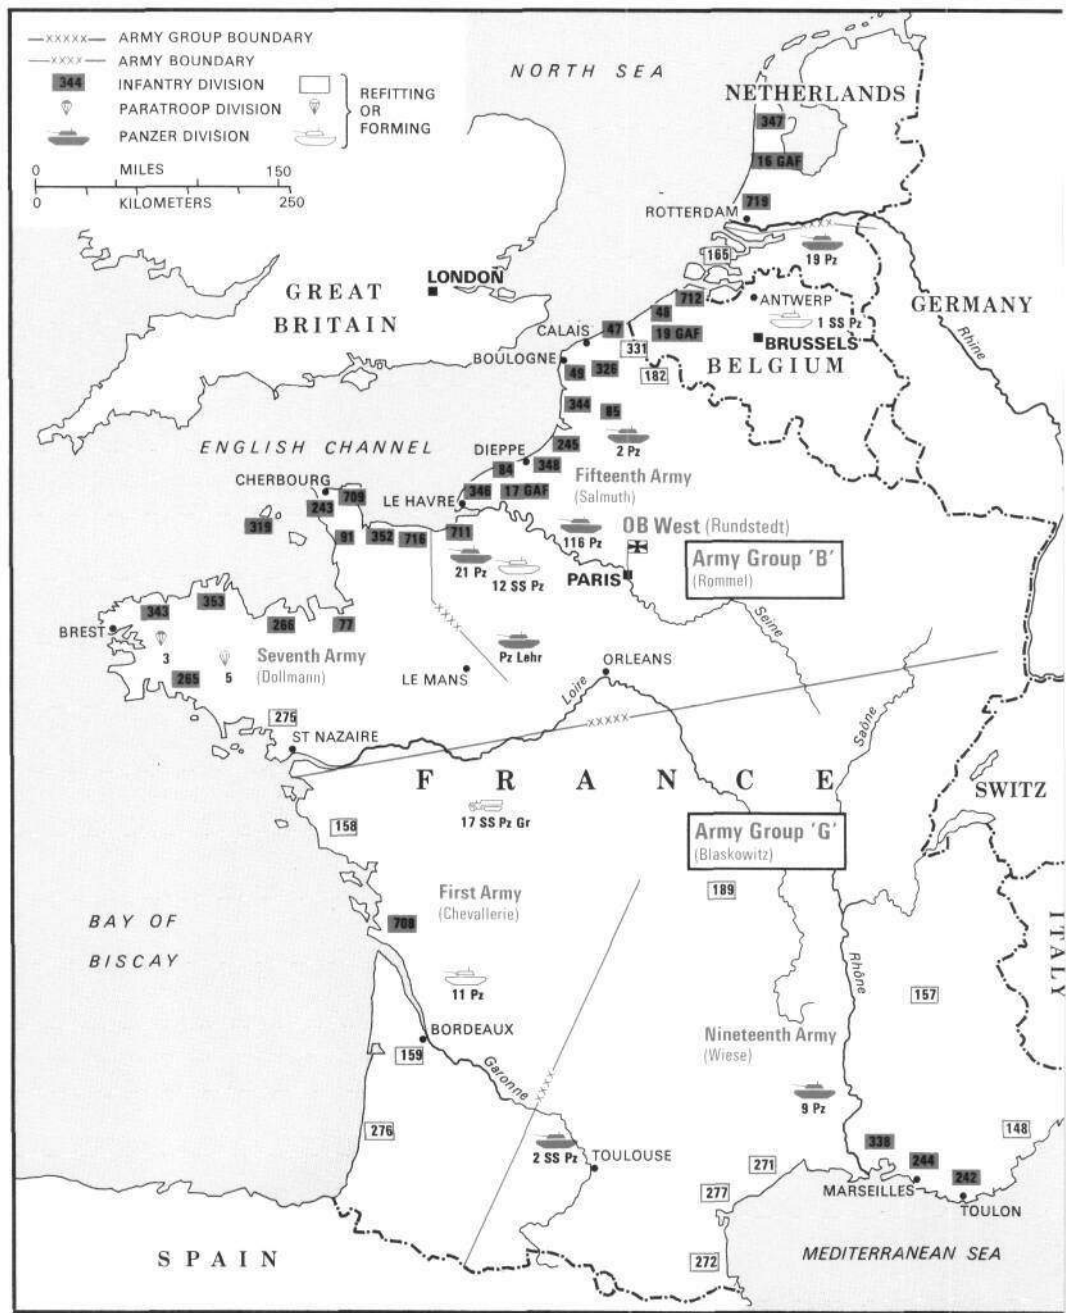 ARMY GROUP BOUNDARY
ARMY BOUNDARY
344 INFANTRY DIVISION
PARATROOP DIVISION
PANZER DIVISION
REFITTING
OR
FORMING
0 MILES 150
0 KILOMETERS 250
NORTH SEA
NETHERLANDS
347
16 GAF
719
ROTTERDAM
165
19 Pz
GREAT
BRITAIN
LONDON
GERMANY
Rhine
712
ANTWERP
1 SS Pz
BRUSSELS
BELGIUM
48
19 GAF
47
CALAIS
331
BOULOGNE
182
49
326
344
85
2 Pz
ENGLISH CHANNEL
DIEPPE
245
348
84
Fifteenth Army
(Salmuth)
CHERBOURG
709
243
319
LE HAVRE
346
17 GAF
91
352
716
711
116 Pz
OB West (Rundstedt)
21 Pz
12 SS Pz
PARIS
Army Group 'B'
(Rommel)
Seine
343
353
BREST
266
77
3
5
265
Seventh Army
(Dollmann)
Pz Lehr
LE MANS
ORLEANS
Loire
Saône
275
ST NAZAIRE
FRANCE
SWITZ
17 SS Pz Gr
158
Army Group 'G'
(Blaskowitz)
189
First Army
(Chevallerie)
708
BAY OF
BISCAY
ITALY
Rhône
11 Pz
157
BORDEAUX
159
Garonne
Nineteenth Army
(Wiese)
9 Pz
276
2 SS Pz
TOULOUSE
148
338
271
244
242
MARSEILLES
TOULON
277
272
SPAIN
MEDITERRANEAN SEA